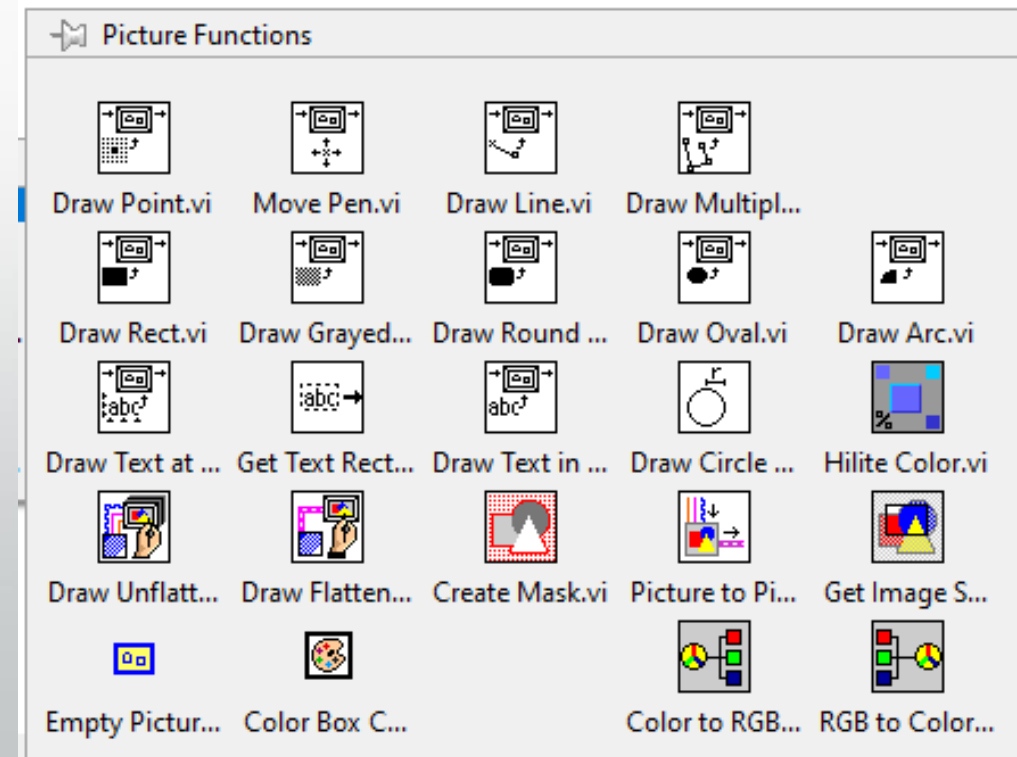 Picture Functions
Draw Point.vi Move Pen.vi Draw Line.vi Draw Multipl...
Draw Rect.vi Draw Grayed... Draw Round ... Draw Oval.vi Draw Arc.vi
abc abc abc r %
Draw Text at ... Get Text Rect... Draw Text in ... Draw Circle ... Hilite Color.vi
Draw Unflatt... Draw Flatten... Create Mask.vi Picture to Pi... Get Image S...
Empty Pictur... Color Box C... Color to RGB... RGB to Color...